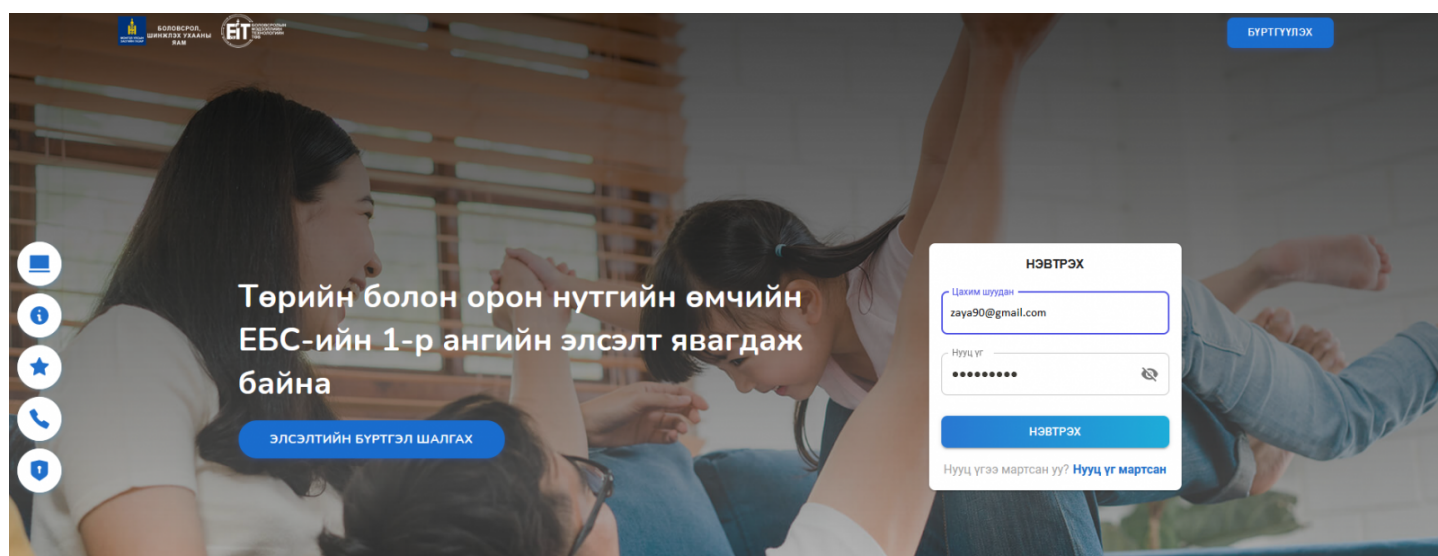 БОЛОВСРОЛ,
ШИНЖЛЭХ УХААНЫ
ЯАМ
EIT
БҮРТГҮҮЛЭХ
Төрийн болон орон нутгийн өмчийн
ЕБС-ийн 1-р ангийн элсэлт явагдаж
байна
ЭЛСЭЛТИЙН БҮРТГЭЛ ШАЛГАХ
НЭВТРЭХ
Цахим шуудан
zaya90@gmail.com
Нууц үг
•••••••••
НЭВТРЭХ
Нууц үгээ мартсан уу? Нууц үг мартсан